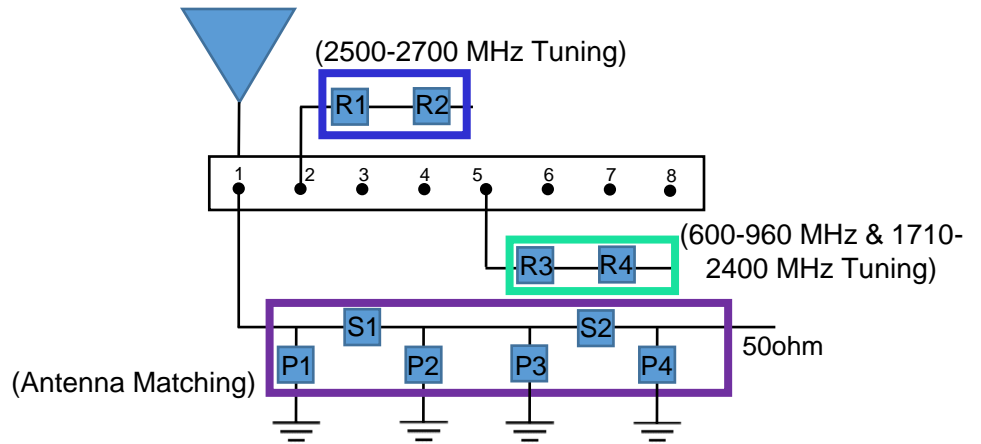 (2500-2700 MHz Tuning)
R1 R2
1 2 3 4 5 6 7 8
(600-960 MHz & 1710-
2400 MHz Tuning)
R3 R4
S1 S2
50ohm
P1 P2 P3 P4
(Antenna Matching)